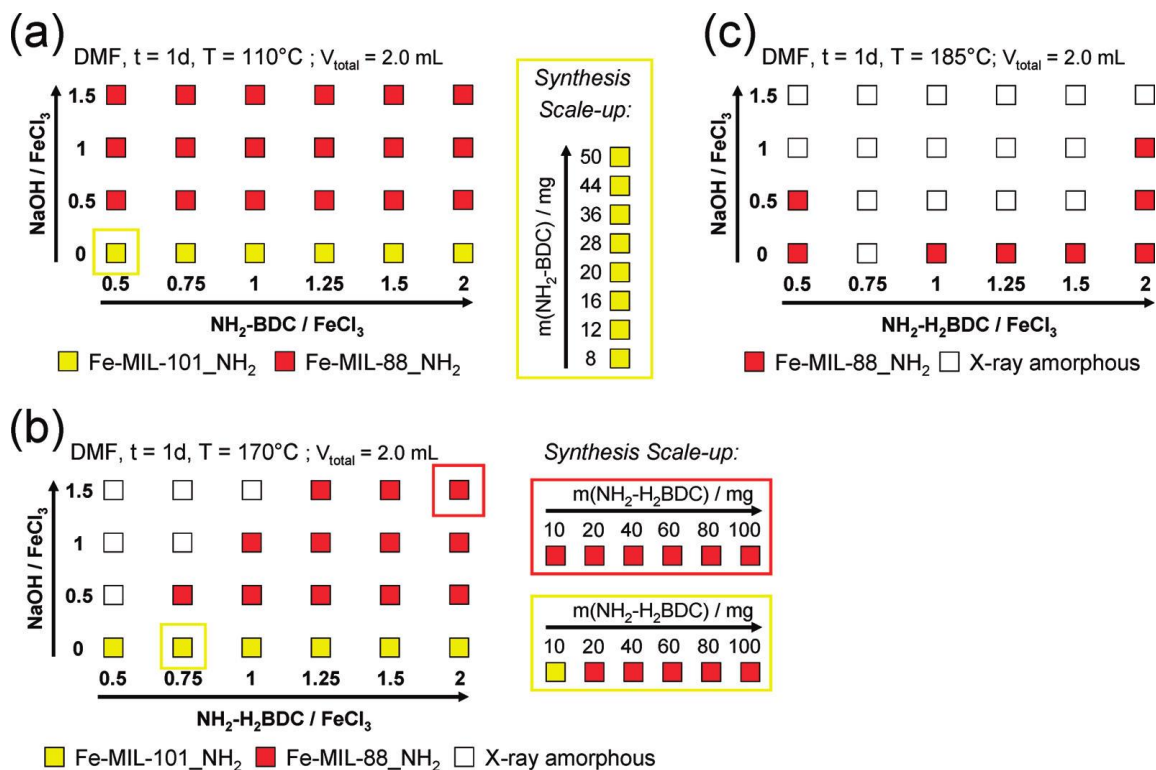 (a)
DMF, t = 1d, T = 110°C ; V_total = 2.0 mL
NaOH / FeCl₃
1.5
1
0.5
0
0.5 0.75 1 1.25 1.5 2
NH₂-BDC / FeCl₃
Fe-MIL-101_NH₂ Fe-MIL-88_NH₂
Synthesis
Scale-up:
m(NH₂-BDC) / mg
50
44
36
28
20
16
12
8
(c)
DMF, t = 1d, T = 185°C; V_total = 2.0 mL
NaOH / FeCl₃
1.5
1
0.5
0
0.5 0.75 1 1.25 1.5 2
NH₂-H₂BDC / FeCl₃
Fe-MIL-88_NH₂ X-ray amorphous
(b)
DMF, t = 1d, T = 170°C ; V_total = 2.0 mL
NaOH / FeCl₃
1.5
1
0.5
0
0.5 0.75 1 1.25 1.5 2
NH₂-H₂BDC / FeCl₃
Fe-MIL-101_NH₂ Fe-MIL-88_NH₂ X-ray amorphous
Synthesis Scale-up:
m(NH₂-H₂BDC) / mg
10 20 40 60 80 100
m(NH₂-H₂BDC) / mg
10 20 40 60 80 100